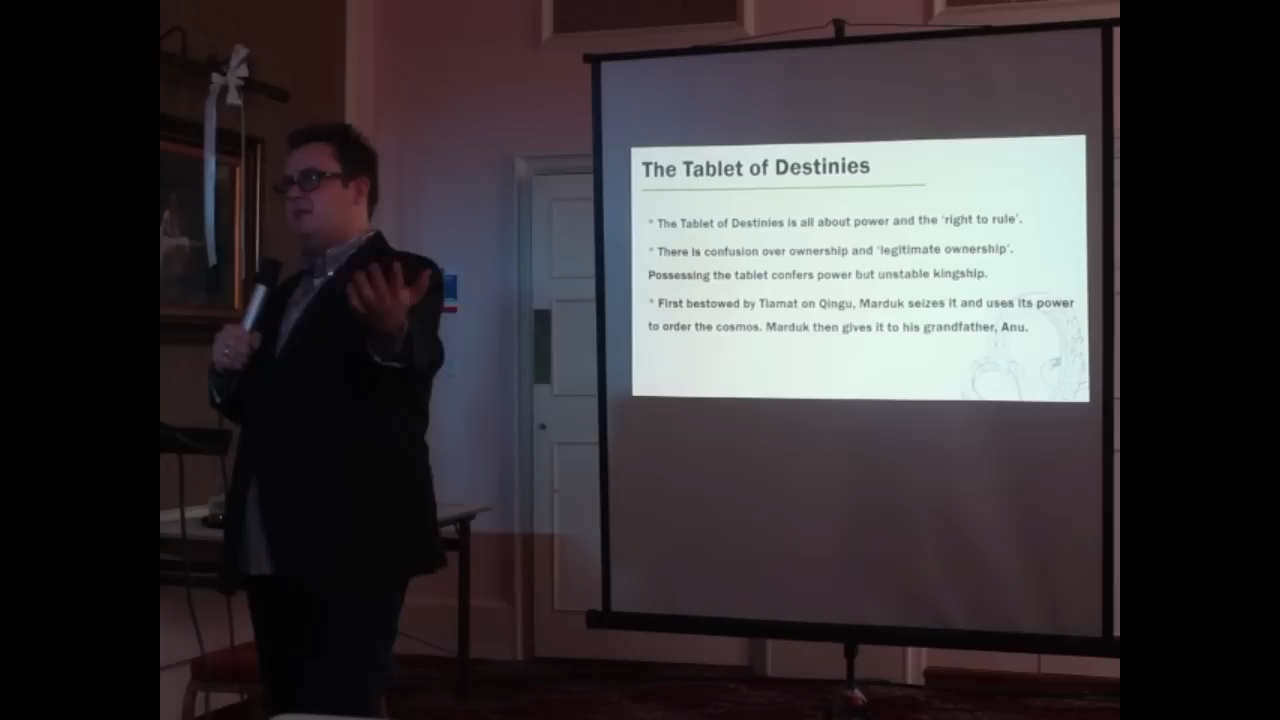 The Tablet of Destinies
* The Tablet of Destinies is all about power and the ‘right to rule’.
* There is confusion over ownership and ‘legitimate ownership’.
Possessing the tablet confers power but unstable kingship.
* First bestowed by Tiamat on Qingu, Marduk seizes it and uses its power
to order the cosmos. Marduk then gives it to his grandfather, Anu.